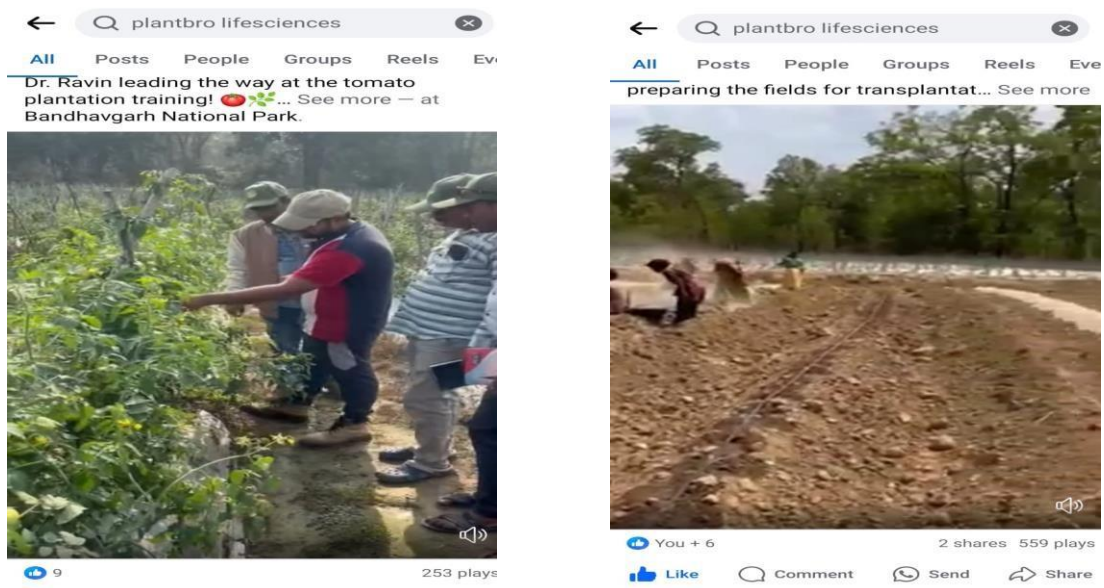 plantbro lifesciences
All Posts People Groups Reels Ev
Dr. Ravin leading the way at the tomato
plantation training! 🍅🌿... See more — at
Bandhavgarh National Park.
9 253 plays
plantbro lifesciences
All Posts People Groups Reels Eve
preparing the fields for transplantat... See more
You + 6 2 shares 559 plays
Like Comment Send Share